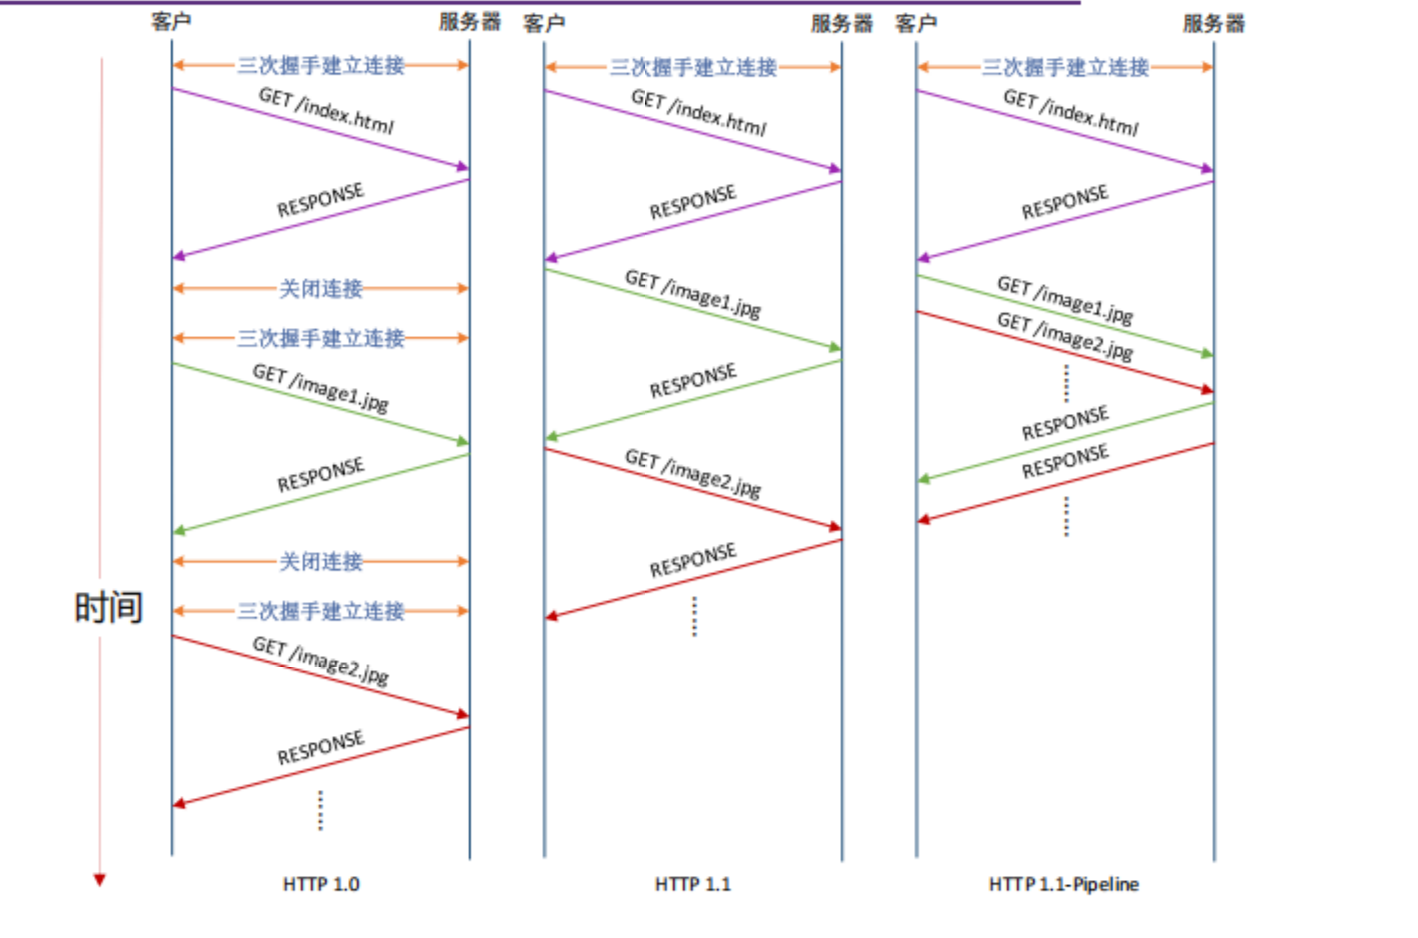 客户
服务器
三次握手建立连接
GET /index.html
RESPONSE
关闭连接
三次握手建立连接
GET /image1.jpg
RESPONSE
关闭连接
三次握手建立连接
GET /image2.jpg
RESPONSE
HTTP 1.0
客户
服务器
三次握手建立连接
GET /index.html
RESPONSE
GET /image1.jpg
RESPONSE
GET /image2.jpg
RESPONSE
HTTP 1.1
客户
服务器
三次握手建立连接
GET /index.html
RESPONSE
GET /image1.jpg
GET /image2.jpg
RESPONSE
RESPONSE
HTTP 1.1-Pipeline
时间